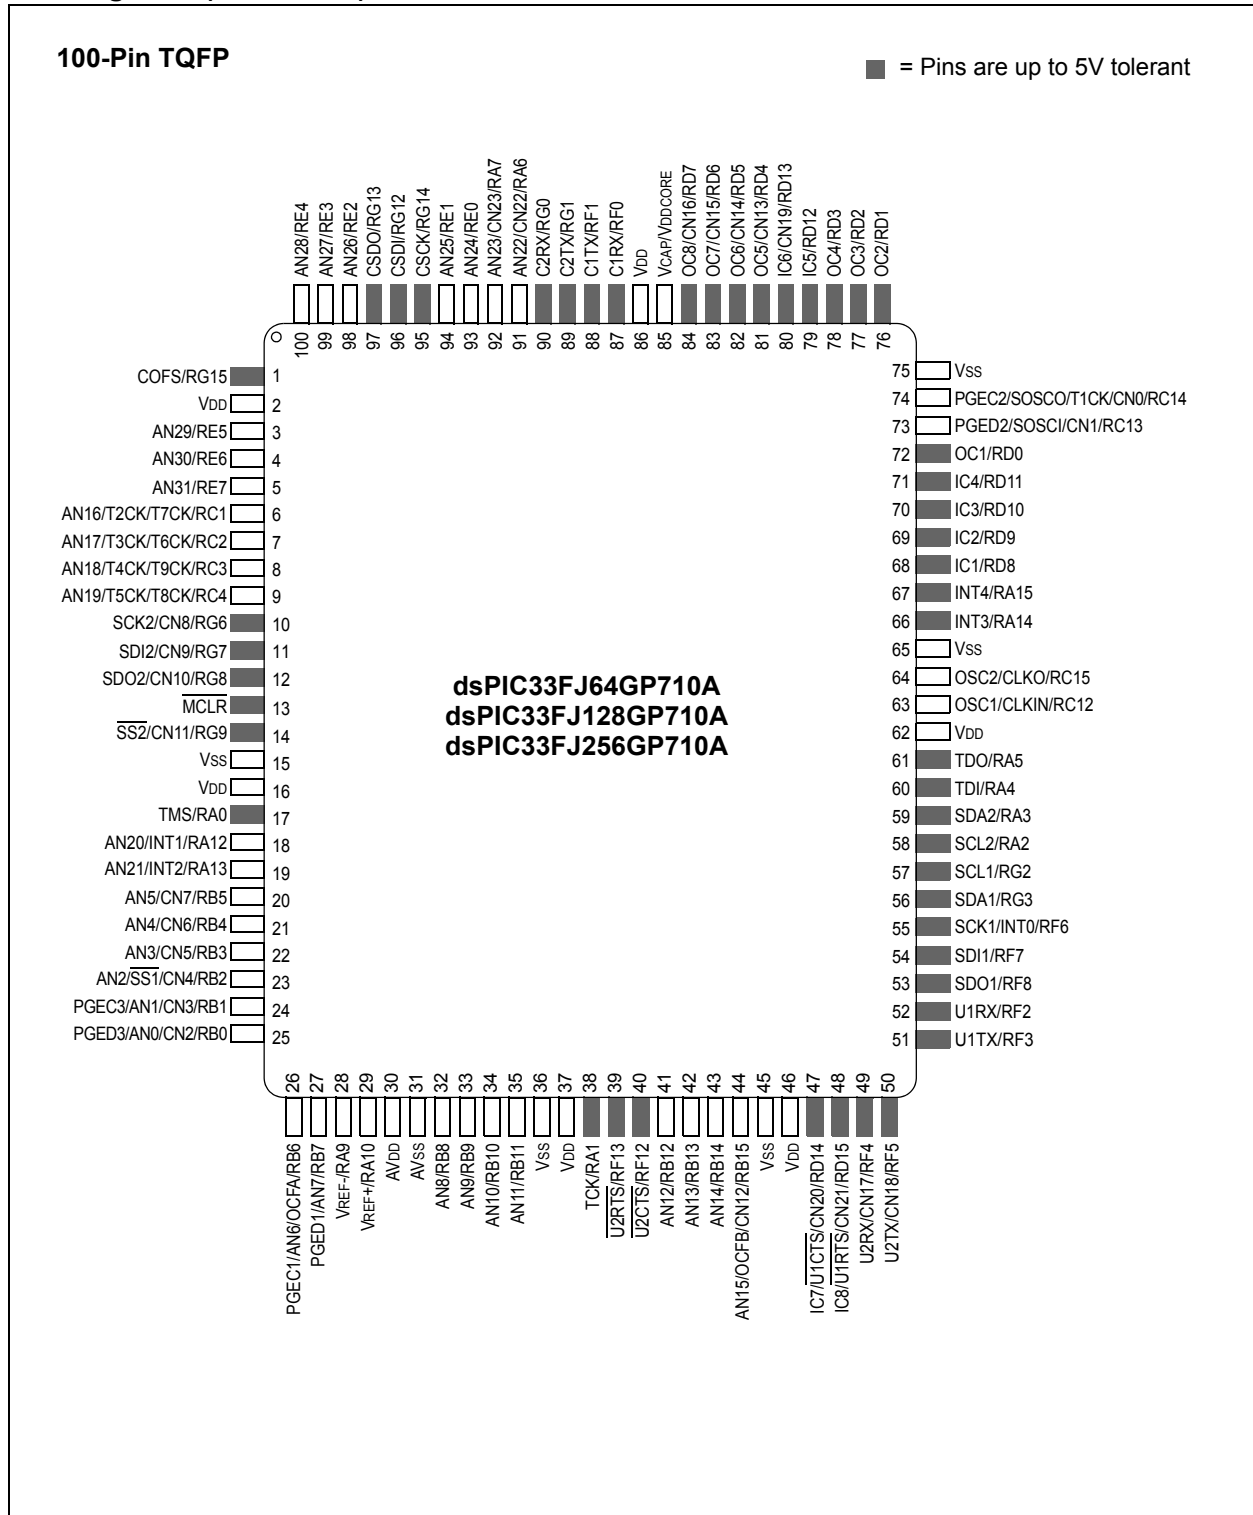 100-Pin TQFP
= Pins are up to 5V tolerant
AN28/RE4
AN27/RE3
AN26/RE2
CSDO/RG13
CSDI/RG12
CSCK/RG14
AN25/RE1
AN24/RE0
AN23/CN23/RA7
AN22/CN22/RA6
C2RX/RG0
C2TX/RG1
C1TX/RF1
C1RX/RF0
VDD
VCAP/VDDCORE
OC8/CN16/RD7
OC7/CN15/RD6
OC6/CN14/RD5
OC5/CN13/RD4
IC6/CN19/RD13
IC5/RD12
OC4/RD3
OC3/RD2
OC2/RD1
100
99
98
97
96
95
94
93
92
91
90
89
88
87
86
85
84
83
82
81
80
79
78
77
76
COFS/RG15 1
VDD 2
AN29/RE5 3
AN30/RE6 4
AN31/RE7 5
AN16/T2CK/T7CK/RC1 6
AN17/T3CK/T6CK/RC2 7
AN18/T4CK/T9CK/RC3 8
AN19/T5CK/T8CK/RC4 9
SCK2/CN8/RG6 10
SDI2/CN9/RG7 11
SDO2/CN10/RG8 12
MCLR 13
SS2/CN11/RG9 14
VSS 15
VDD 16
TMS/RA0 17
AN20/INT1/RA12 18
AN21/INT2/RA13 19
AN5/CN7/RB5 20
AN4/CN6/RB4 21
AN3/CN5/RB3 22
AN2/SS1/CN4/RB2 23
PGEC3/AN1/CN3/RB1 24
PGED3/AN0/CN2/RB0 25
dsPIC33FJ64GP710A
dsPIC33FJ128GP710A
dsPIC33FJ256GP710A
75 VSS
74 PGEC2/SOSCO/T1CK/CN0/RC14
73 PGED2/SOSCI/CN1/RC13
72 OC1/RD0
71 IC4/RD11
70 IC3/RD10
69 IC2/RD9
68 IC1/RD8
67 INT4/RA15
66 INT3/RA14
65 VSS
64 OSC2/CLKO/RC15
63 OSC1/CLKIN/RC12
62 VDD
61 TDO/RA5
60 TDI/RA4
59 SDA2/RA3
58 SCL2/RA2
57 SCL1/RG2
56 SDA1/RG3
55 SCK1/INT0/RF6
54 SDI1/RF7
53 SDO1/RF8
52 U1RX/RF2
51 U1TX/RF3
26
27
28
29
30
31
32
33
34
35
36
37
38
39
40
41
42
43
44
45
46
47
48
49
50
PGEC1/AN6/OCFA/RB6
PGED1/AN7/RB7
VREF-/RA9
VREF+/RA10
AVDD
AVSS
AN8/RB8
AN9/RB9
AN10/RB10
AN11/RB11
VSS
VDD
TCK/RA1
U2RTS/RF13
U2CTS/RF12
AN12/RB12
AN13/RB13
AN14/RB14
AN15/OCFB/CN12/RB15
VSS
VDD
IC7/U1CTS/CN20/RD14
IC8/U1RTS/CN21/RD15
U2RX/CN17/RF4
U2TX/CN18/RF5